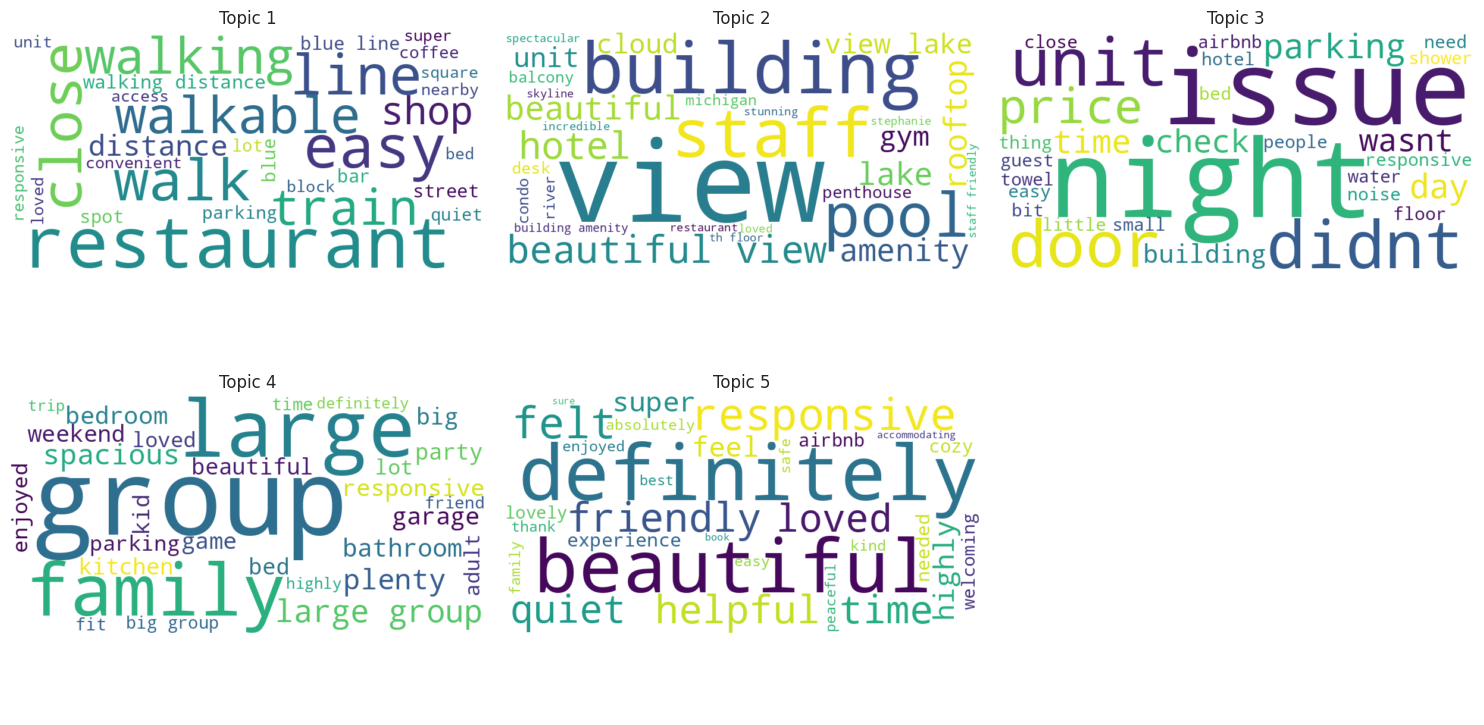 Topic 1
unit
walking
blue line
super
coffee
close
walking distance
line
square
nearby
access
walkable
shop
responsive
distance
lot
blue
easy
convenient
bed
loved
walk
block
bar
street
spot
parking
train
quiet
restaurant
Topic 2
spectacular
cloud
view lake
unit
building
balcony
rooftop
skyline
michigan
beautiful
stunning
incredible
staff
stephanie
hotel
gym
desk
view
lake
staff friendly
condo
river
penthouse
pool
building amenity
restaurant
loved
th floor
beautiful view
amenity
Topic 3
close
airbnb
parking
need
unit
hotel
shower
issue
price
bed
thing
time
check
people
wasnt
guest
responsive
towel
night
water
easy
noise
day
bit
little
small
floor
door
building
didnt
Topic 4
trip
bedroom
large
time
definitely
big
weekend
loved
spacious
party
beautiful
lot
enjoyed
group
responsive
kid
friend
garage
parking
game
bathroom
kitchen
bed
adult
family
highly
plenty
large group
fit
big group
Topic 5
sure
super
responsive
felt
absolutely
feel
airbnb
accommodating
enjoyed
safe
cozy
definitely
best
lovely
friendly
loved
thank
experience
book
needed
highly
welcoming
family
beautiful
easy
kind
quiet
helpful
peaceful
time